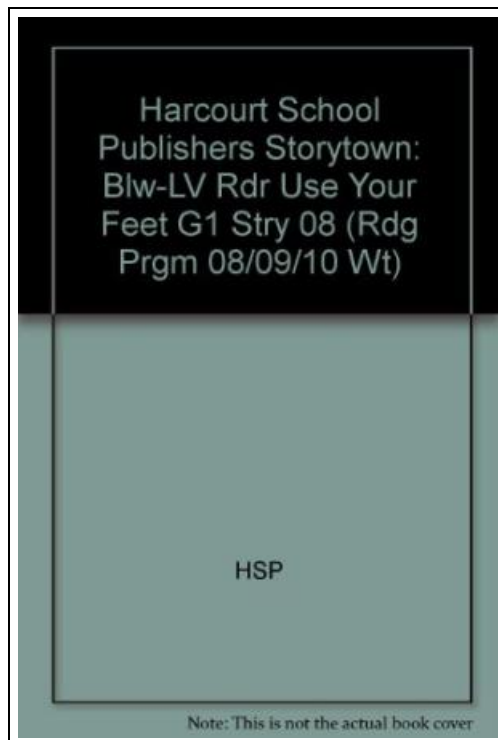 Harcourt School
Publishers Storytown:
Blw-LV Rdr Use Your
Feet G1 Stry 08 (Rdg
Prgm 08/09/10 Wt)
HSP
Note: This is not the actual book cover